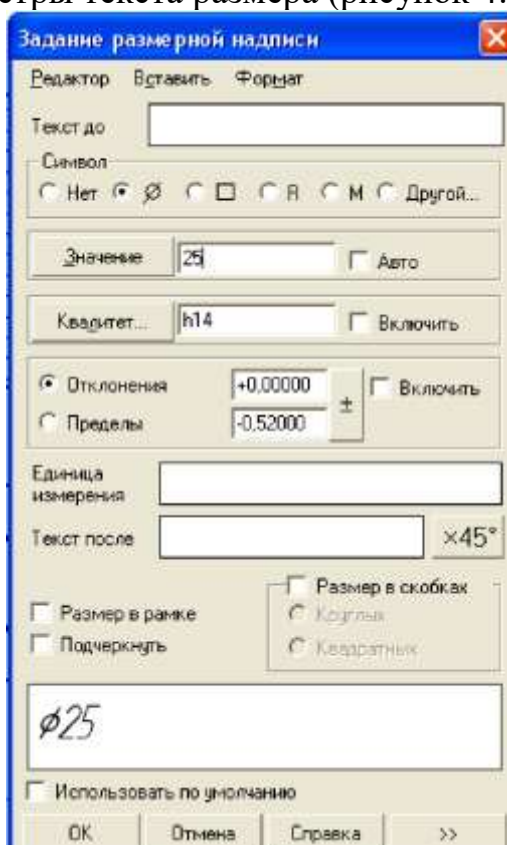 стры текста размера (рисунок 4.
Задание размерной надписи
Редактор Вставить Формат
Текст до
Символ
Нет Ø □ R M Другой...
Значение 25 Авто
Квалитет... h14 Включить
Отклонения +0,00000 ± Включить
Пределы -0,52000
Единица
измерения
Текст после ×45°
Размер в скобках
Размер в рамке Круглых
Подчеркнуть Квадратных
Ø25
Использовать по умолчанию
OK Отмена Справка >>